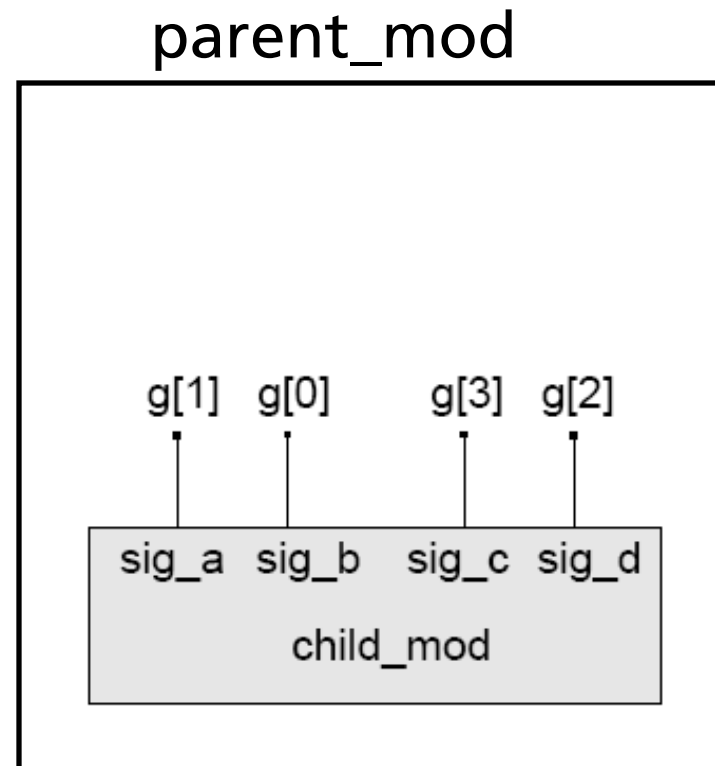 parent_mod
g[1] g[0] g[3] g[2]
sig_a sig_b sig_c sig_d
child_mod